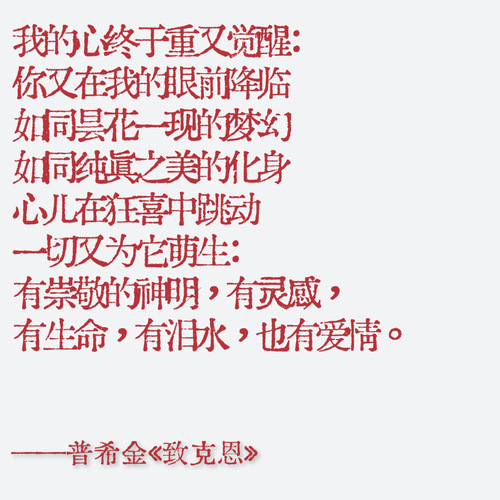 我的心终于重又觉醒：
你又在我的眼前降临
如同昙花一现的梦幻
如同纯真之美的化身
心儿在狂喜中跳动
一切又为它萌生：
有崇敬的神明，有灵感，
有生命，有泪水，也有爱情。
——普希金《致克恩》